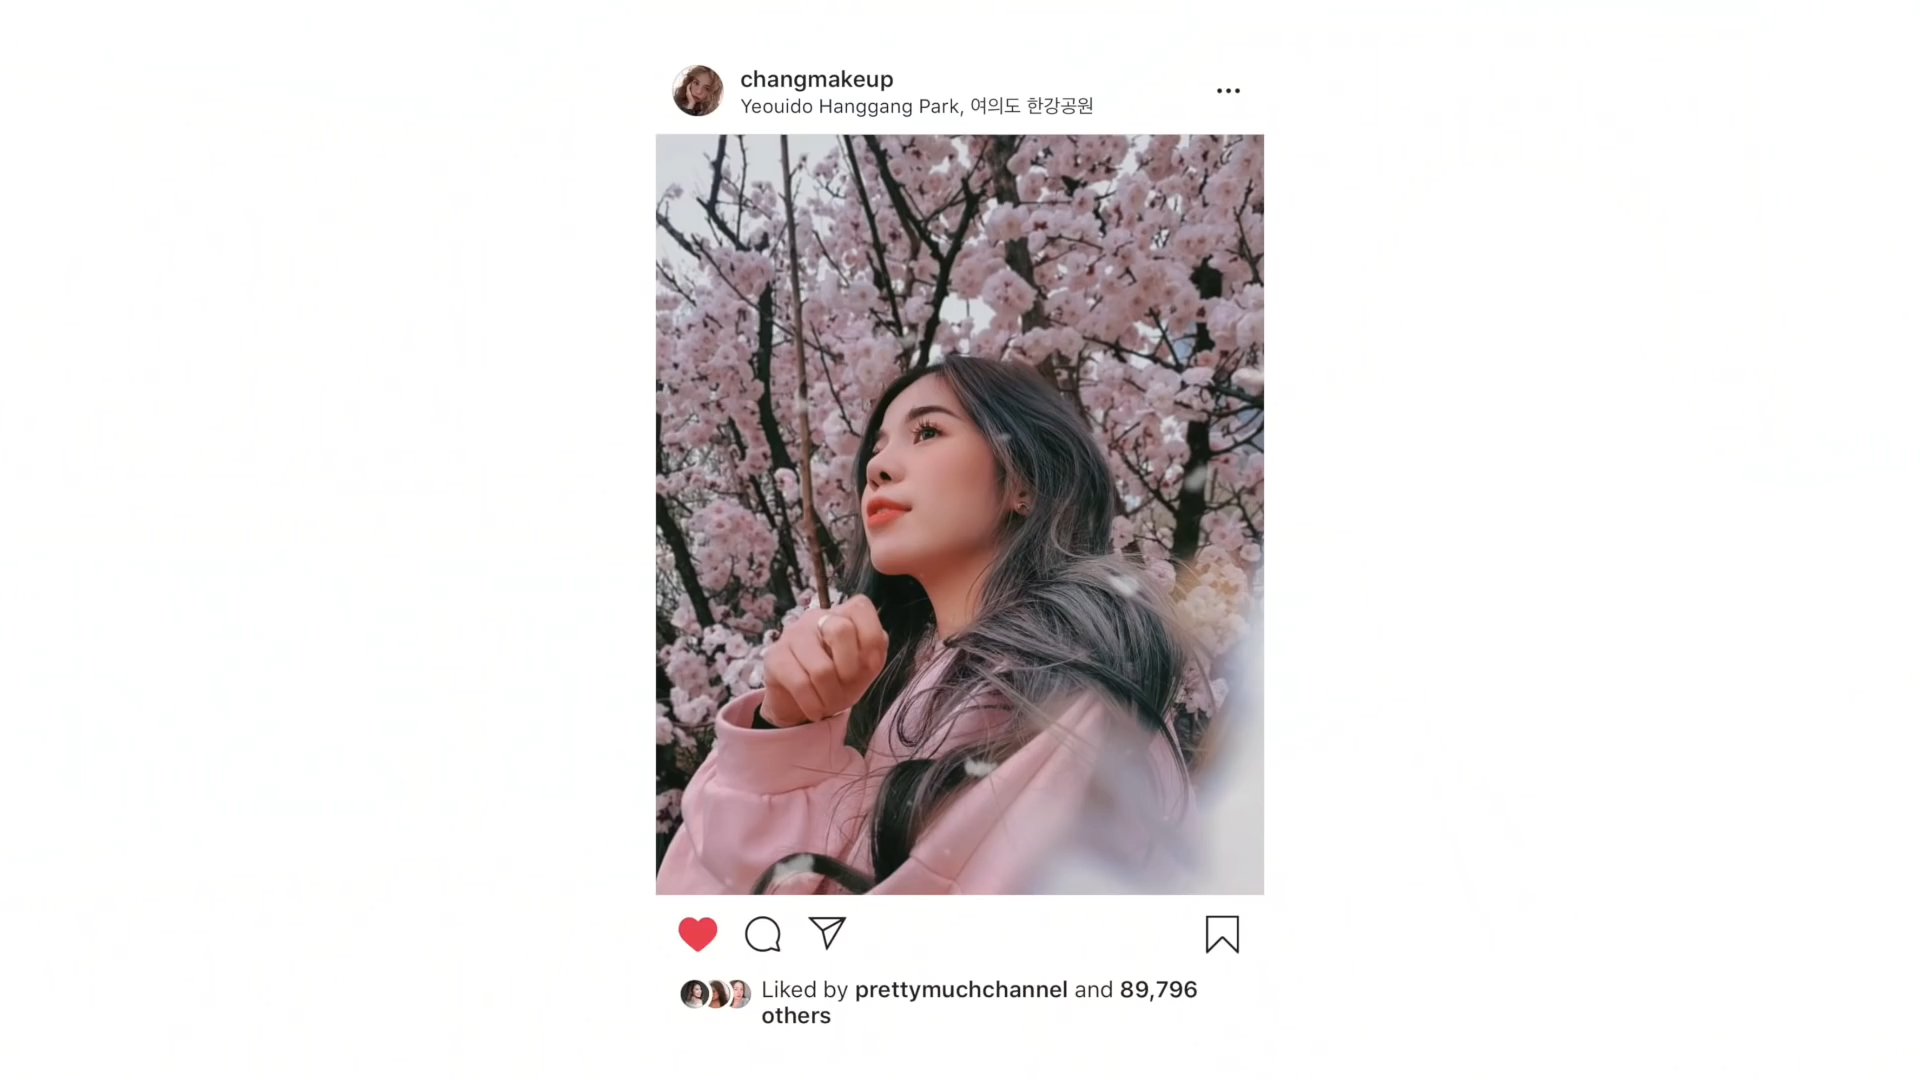 changmakeup
Yeouido Hanggang Park, 여의도 한강공원
Liked by prettymuchchannel and 89,796
others